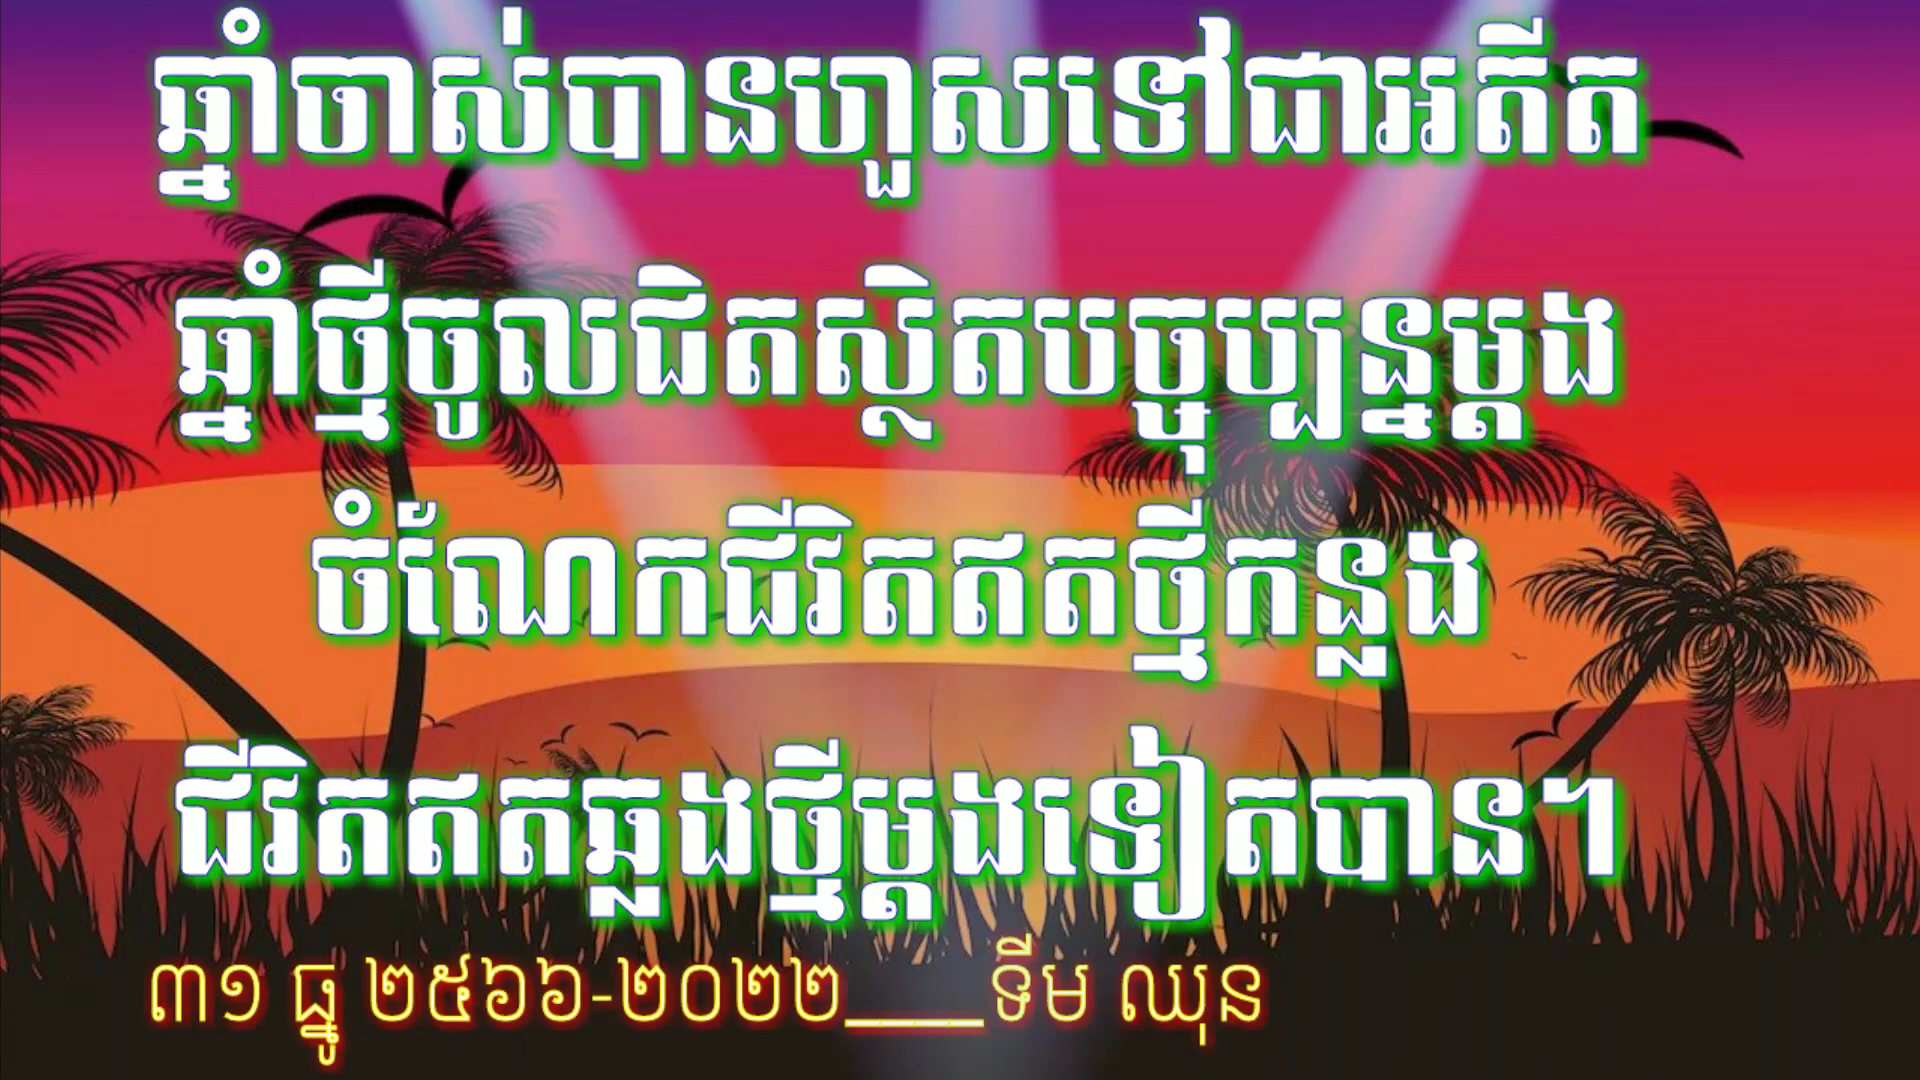 ឆ្នាំចាស់បានហួសទៅជាអតីត
ឆ្នាំថ្មីចូលជិតស្ថិតបច្ចុប្បន្នម្ដង
ចំណែកជីវិតឥតថ្មីកន្លង
ជីវិតឥតឆ្លងថ្មីម្ដងទៀតបាន។
៣១ ធ្នូ ២៥៦៦-២០២២____ទីម ឈុន